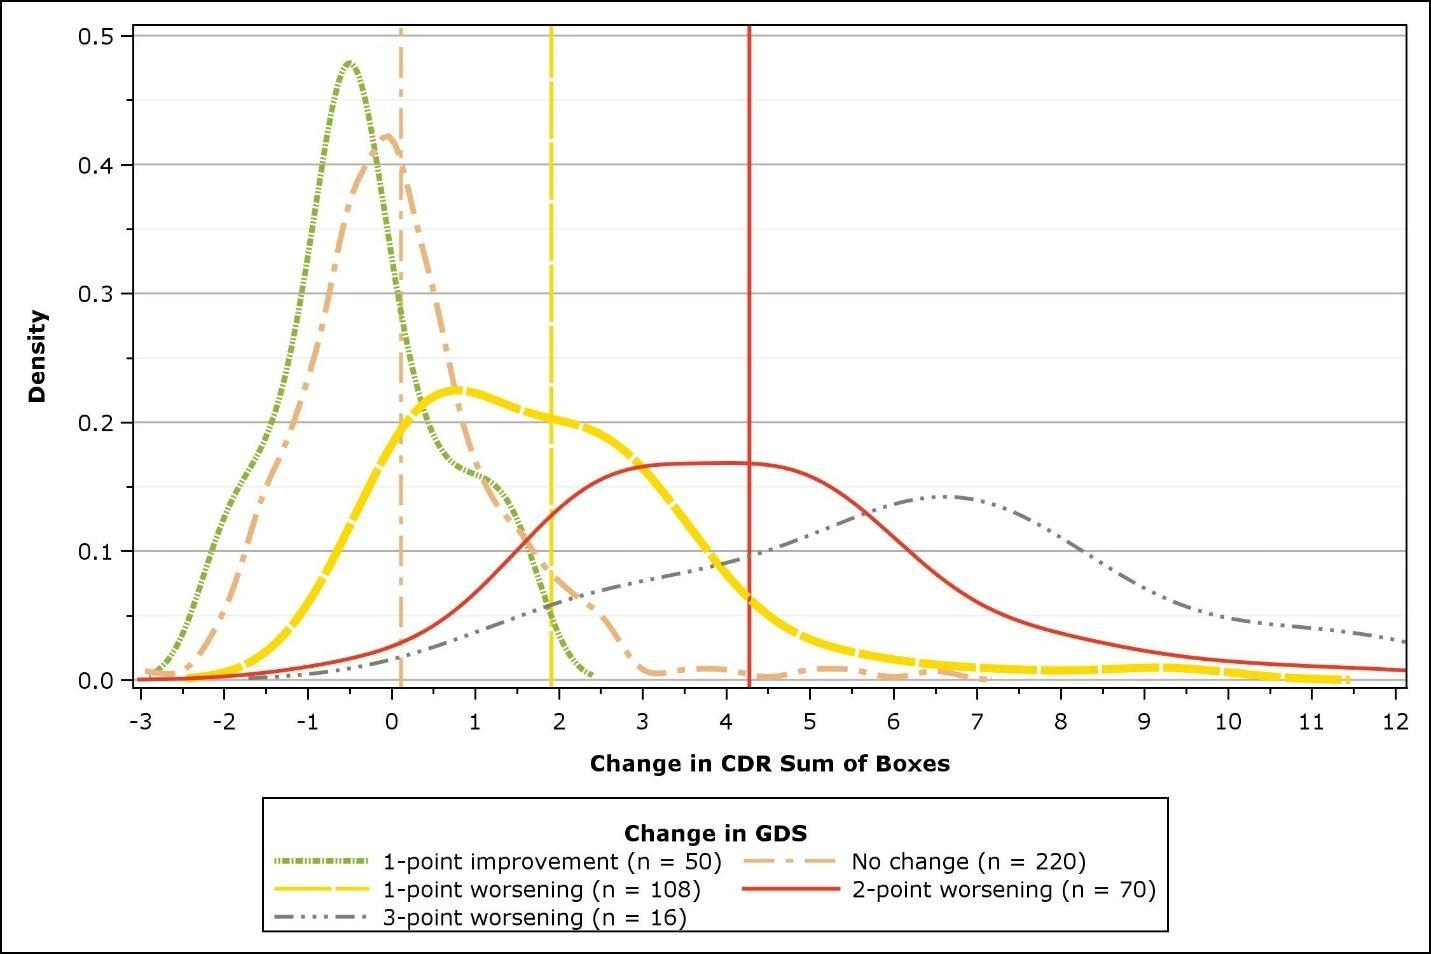 0.5
0.4
0.3
0.2
0.1
0.0
Density
-3 -2 -1 0 1 2 3 4 5 6 7 8 9 10 11 12
Change in CDR Sum of Boxes
Change in GDS
1-point improvement (n = 50) No change (n = 220)
1-point worsening (n = 108) 2-point worsening (n = 70)
3-point worsening (n = 16)